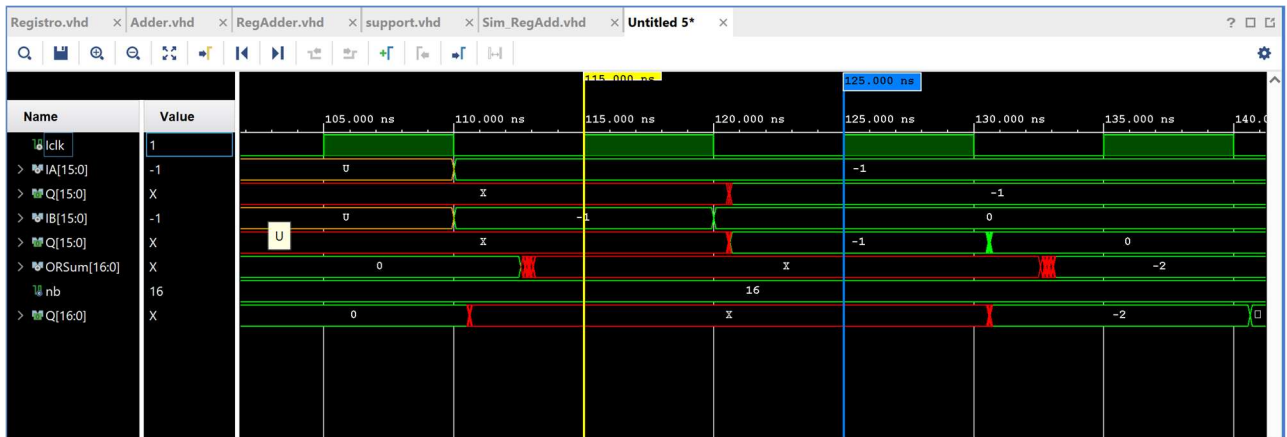 Registro.vhd × Adder.vhd × RegAdder.vhd × support.vhd × Sim_RegAdd.vhd × Untitled 5* × ?
115.000 ns 125.000 ns
Name Value
105.000 ns 110.000 ns 115.000 ns 120.000 ns 125.000 ns 130.000 ns 135.000 ns 140.0
Iclk 1
> IA[15:0] -1 U -1
> Q[15:0] X X -1
> IB[15:0] -1 U -1 0
U
> Q[15:0] X X -1 0
> ORSum[16:0] X 0 X -2
nb 16 16
> Q[16:0] X 0 X -2